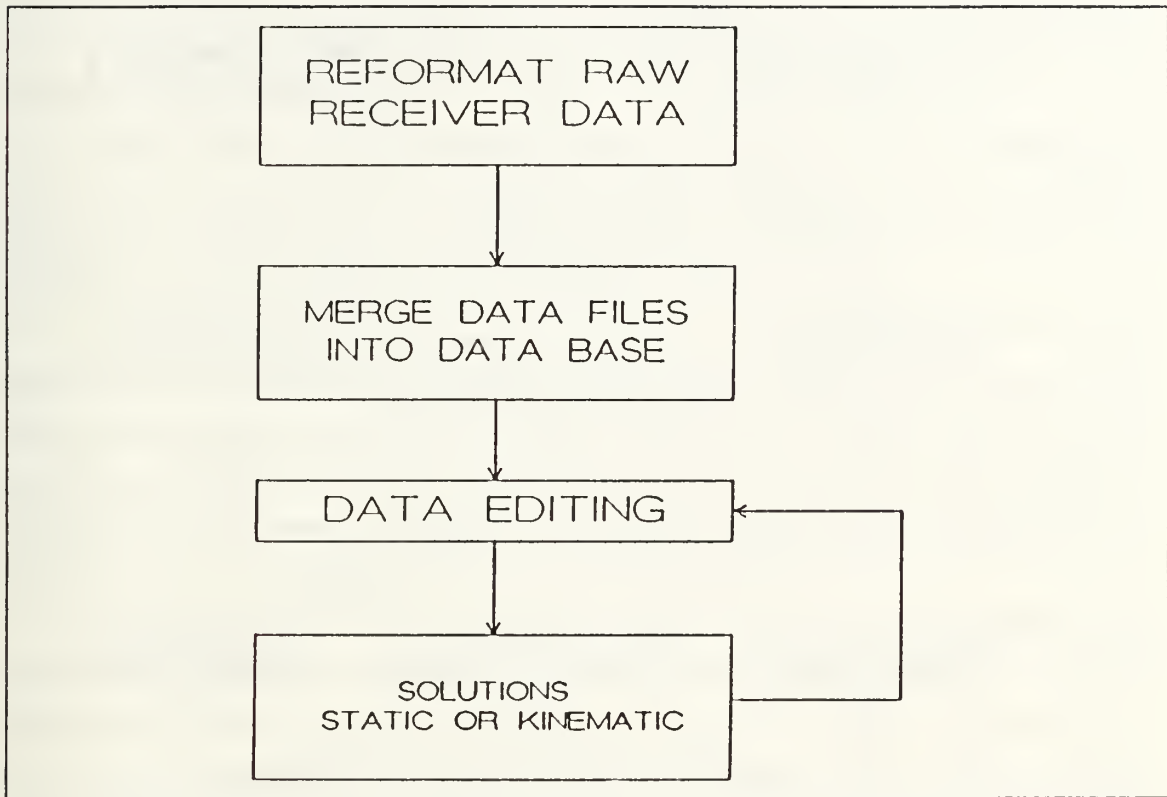 REFORMAT RAW
RECEIVER DATA
MERGE DATA FILES
INTO DATA BASE
DATA EDITING
SOLUTIONS
STATIC OR KINEMATIC